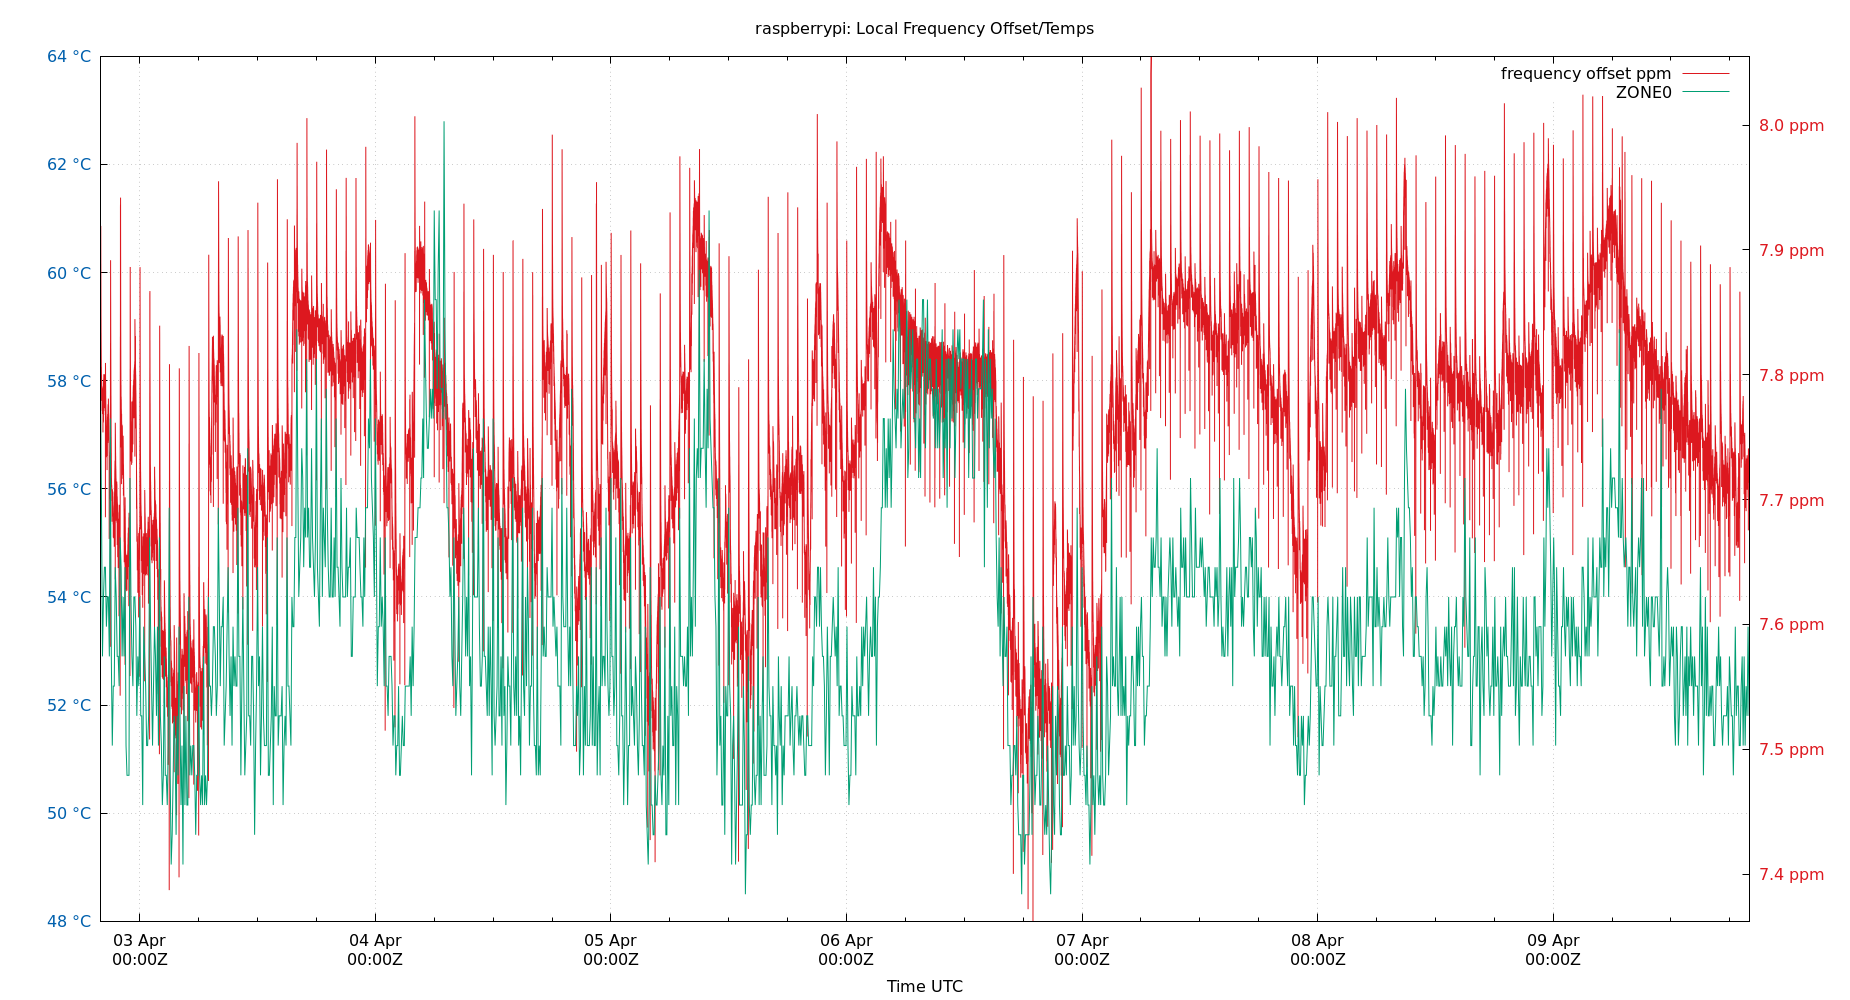 raspberrypi: Local Frequency Offset/Temps
64 °C
62 °C
60 °C
58 °C
56 °C
54 °C
52 °C
50 °C
48 °C
frequency offset ppm
ZONE0
8.0 ppm
7.9 ppm
7.8 ppm
7.7 ppm
7.6 ppm
7.5 ppm
7.4 ppm
03 Apr 04 Apr 05 Apr 06 Apr 07 Apr 08 Apr 09 Apr
00:00Z 00:00Z 00:00Z 00:00Z 00:00Z 00:00Z 00:00Z
Time UTC